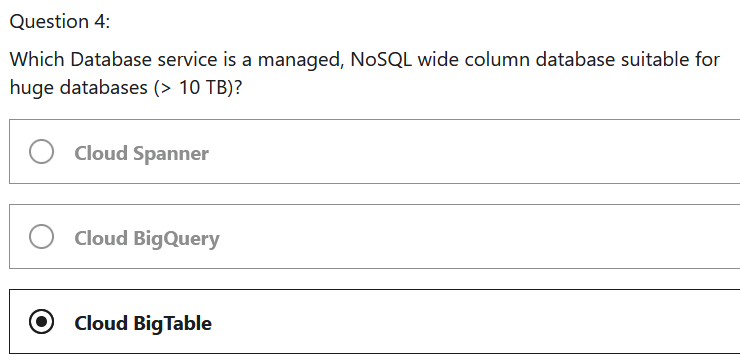 Question 4:
Which Database service is a managed, NoSQL wide column database suitable for
huge databases (> 10 TB)?
Cloud Spanner
Cloud BigQuery
Cloud BigTable